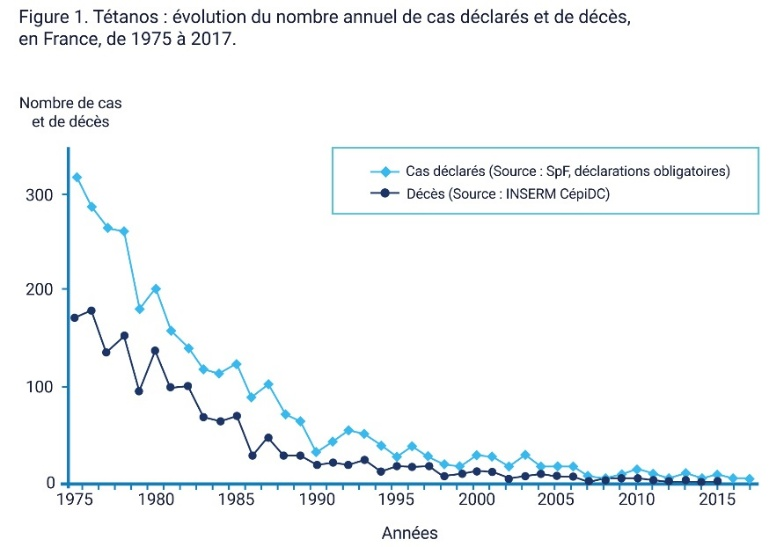 Figure 1. Tétanos : évolution du nombre annuel de cas déclarés et de décès,
en France, de 1975 à 2017.
Nombre de cas
et de décès
Cas déclarés (Source : SpF, déclarations obligatoires)
Décès (Source : INSERM CépiDC)
300
200
100
0
1975 1980 1985 1990 1995 2000 2005 2010 2015
Années